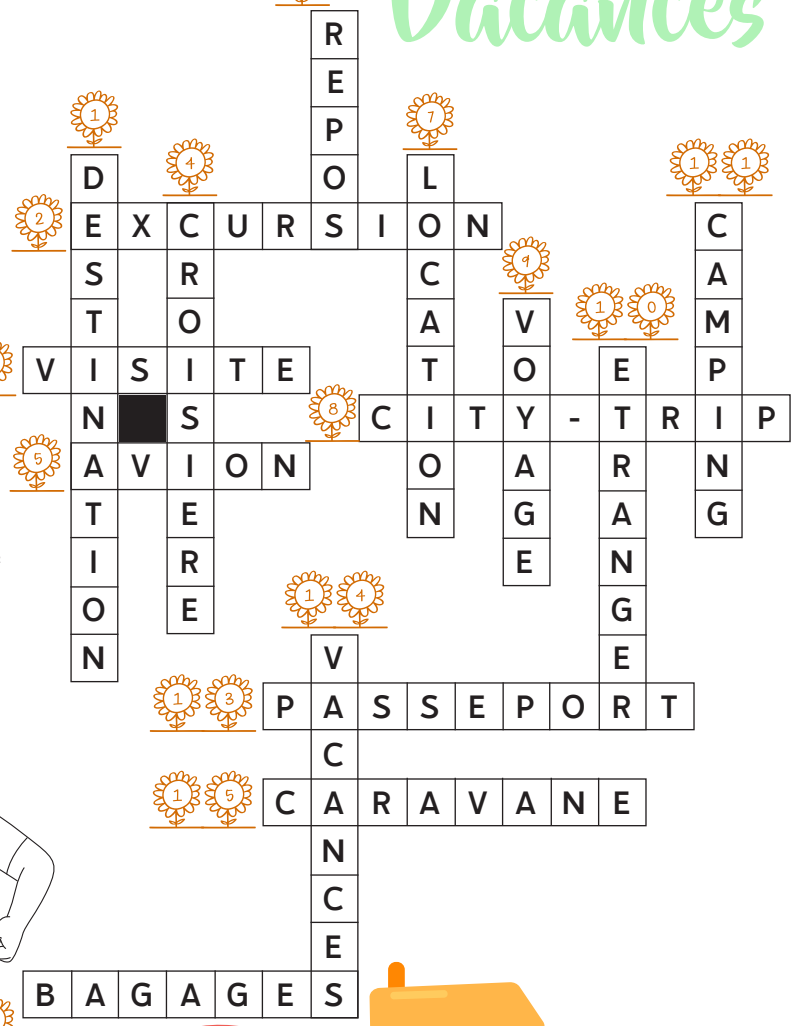 Vacances
REPOS
1 DESTINATION
7 LOCATION
4 CROISIERE
11 CAMPING
2 EXCURSION
9 VOYAGE
10 ETRANGER
VISITE
8 CITY-TRIP
5 AVION
14 VACANCES
13 PASSEPORT
15 CARAVANE
BAGAGES